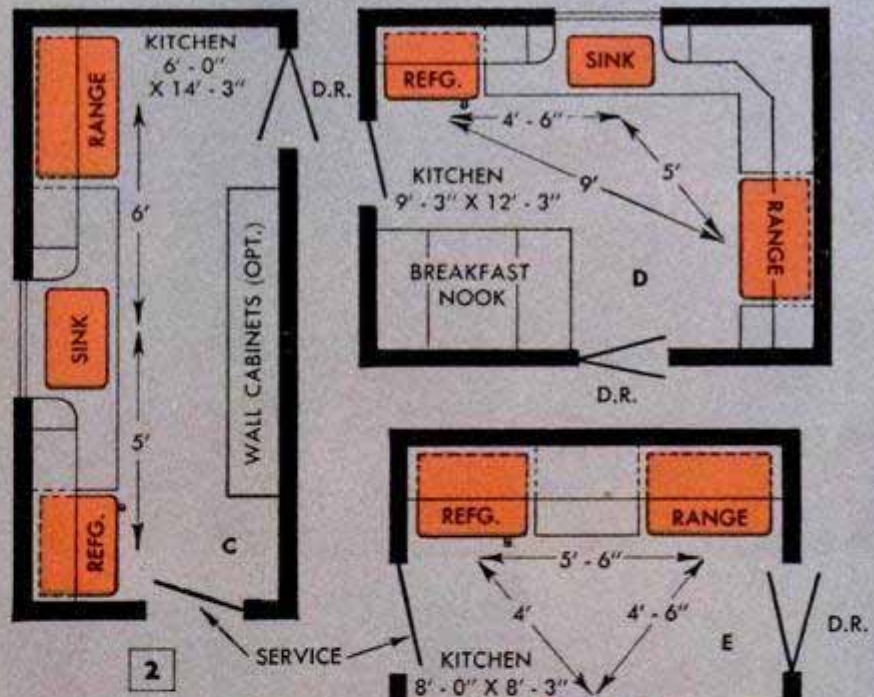 KITCHEN
6' - 0"
X 14' - 3"
D.R.
RANGE
6'
SINK
5'
REFG.
WALL CABINETS (OPT.)
C
2
SERVICE
REFG.
SINK
4' - 6"
5'
9'
KITCHEN
9' - 3" X 12' - 3"
RANGE
BREAKFAST
NOOK
D
D.R.
REFG.
RANGE
5' - 6"
4'
4' - 6"
E
D.R.
KITCHEN
8' - 0" X 8' - 3"